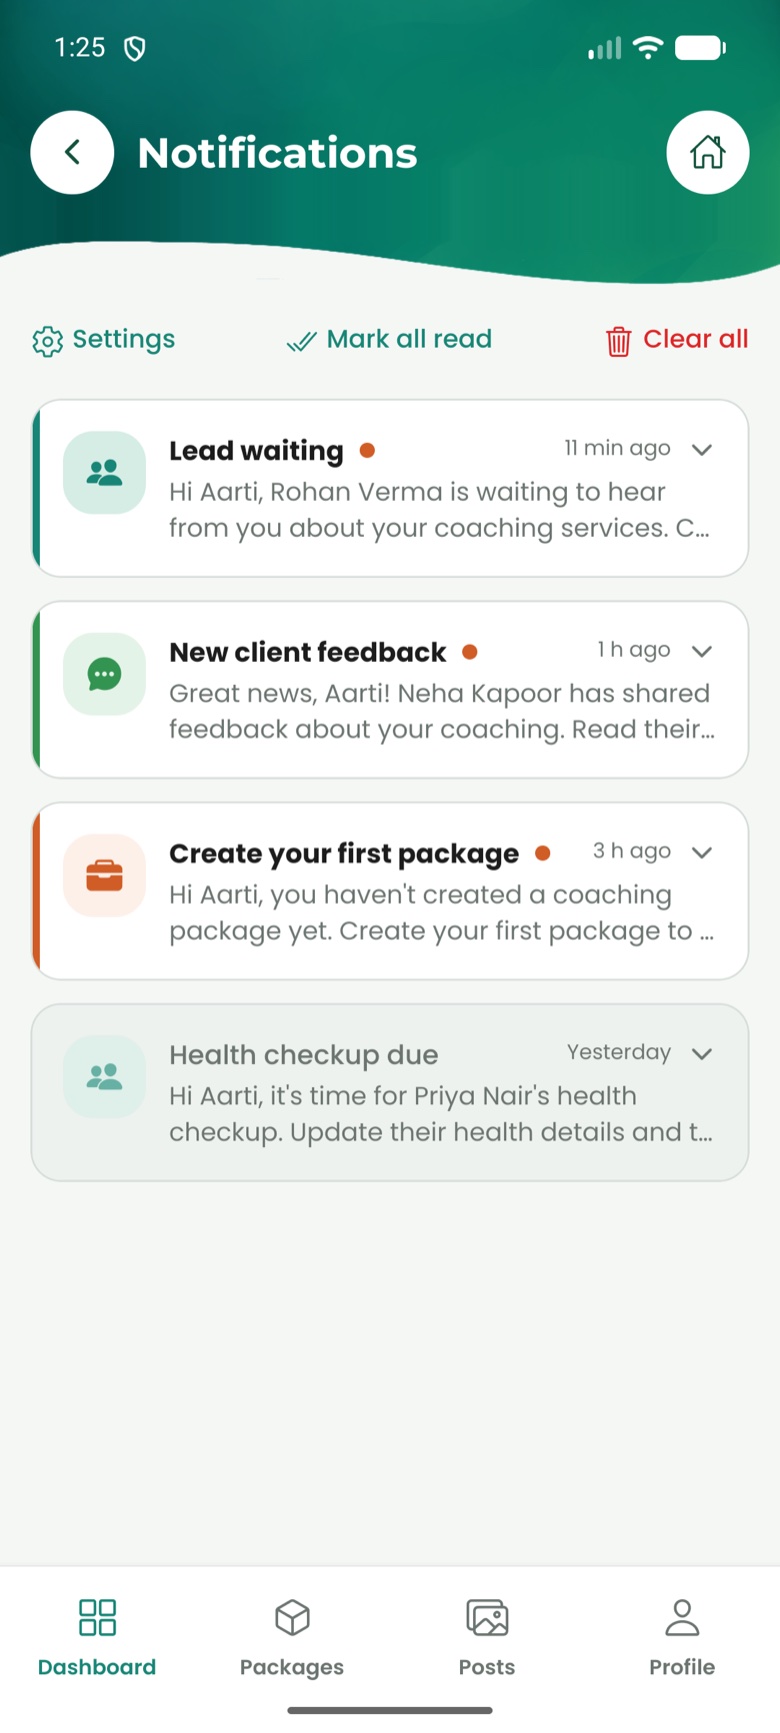 1:25
Notifications
Settings
Mark all read
Clear all
Lead waiting
11 min ago
Hi Aarti, Rohan Verma is waiting to hear
from you about your coaching services. C...
New client feedback
1 h ago
Great news, Aarti! Neha Kapoor has shared
feedback about your coaching. Read their...
Create your first package
3 h ago
Hi Aarti, you haven't created a coaching
package yet. Create your first package to ...
Health checkup due
Yesterday
Hi Aarti, it's time for Priya Nair's health
checkup. Update their health details and t...
Dashboard
Packages
Posts
Profile